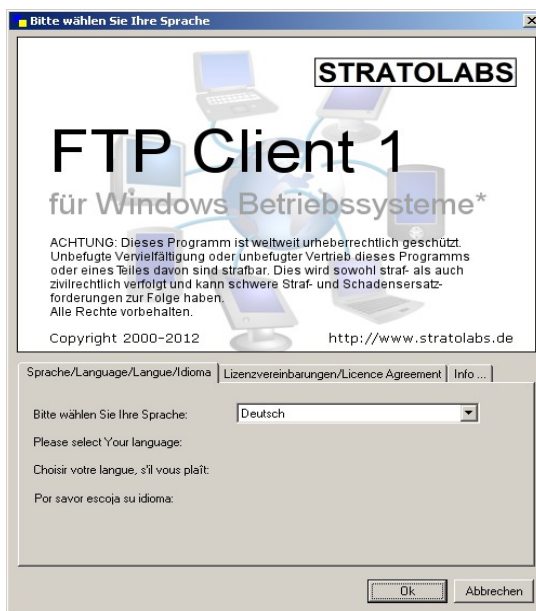 Bitte wählen Sie Ihre Sprache
STRATOLABS
FTP Client 1
für Windows Betriebssysteme*
ACHTUNG: Dieses Programm ist weltweit urheberrechtlich geschützt.
Unbefugte Vervielfältigung oder unbefugter Vertrieb dieses Programms
oder eines Teiles davon sind strafbar. Dies wird sowohl straf- als auch
zivilrechtlich verfolgt und kann schwere Straf- und Schadensersatz-
forderungen zur Folge haben.
Alle Rechte vorbehalten.
Copyright 2000-2012 http://www.stratolabs.de
Sprache/Language/Langue/Idioma Lizenzvereinbarungen/Licence Agreement Info ...
Bitte wählen Sie Ihre Sprache: Deutsch
Please select Your language:
Choisir votre langue, s'il vous plaît:
Por savor escoja su idioma:
Ok Abbrechen